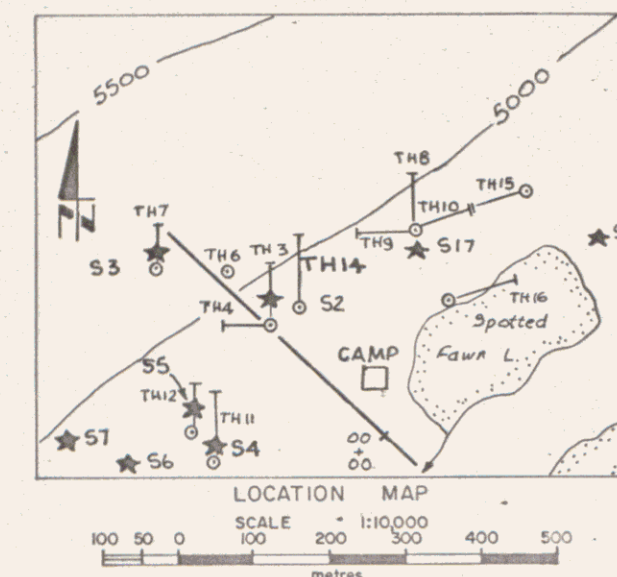 5500
5000
TH8
TH15
TH10
TH7
TH9
S17
TH6
TH3
TH14
S3
S2
TH4
TH16
Spotted
Fawn L.
CAMP
S5
TH12
TH11
S7
S4
S6
00
+
00
N
LOCATION MAP
SCALE 1:10,000
100 50 0 100 200 300 400 500
metres